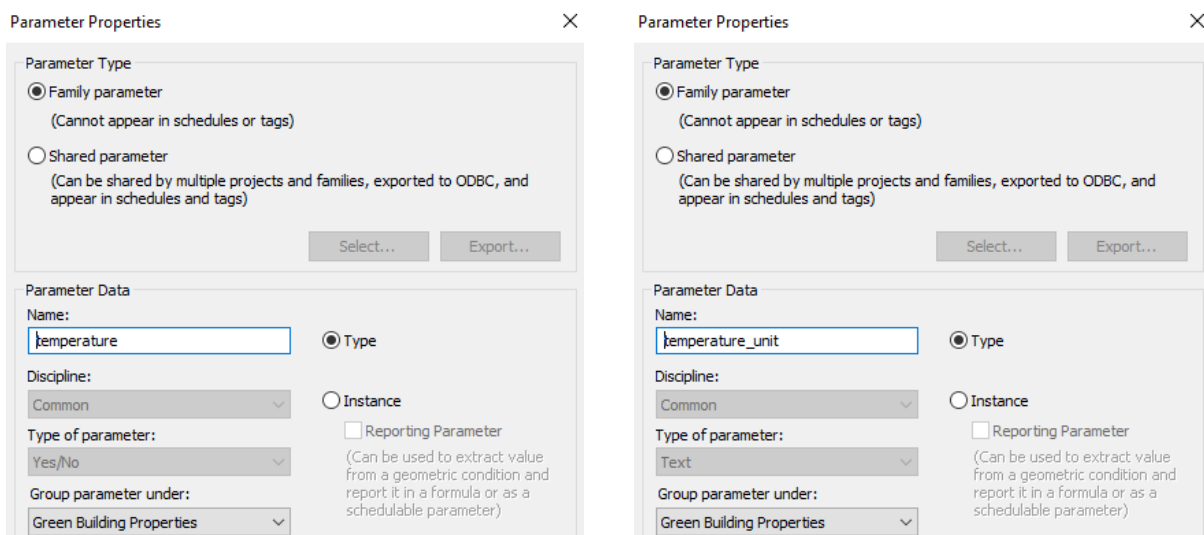 Parameter Properties
Parameter Type
Family parameter
(Cannot appear in schedules or tags)
Shared parameter
(Can be shared by multiple projects and families, exported to ODBC, and
appear in schedules and tags)
Select...
Export...
Parameter Data
Name:
temperature
Type
Discipline:
Common
Instance
Type of parameter:
Reporting Parameter
Yes/No
(Can be used to extract value
from a geometric condition and
report it in a formula or as a
schedulable parameter)
Group parameter under:
Green Building Properties
Parameter Properties
Parameter Type
Family parameter
(Cannot appear in schedules or tags)
Shared parameter
(Can be shared by multiple projects and families, exported to ODBC, and
appear in schedules and tags)
Select...
Export...
Parameter Data
Name:
temperature_unit
Type
Discipline:
Common
Instance
Type of parameter:
Reporting Parameter
Text
(Can be used to extract value
from a geometric condition and
report it in a formula or as a
schedulable parameter)
Group parameter under:
Green Building Properties